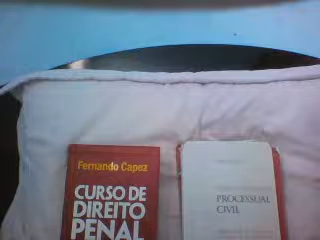 Fernando Capez
CURSO DE
DIREITO
PENAL
PROCESSUAL
CIVIL